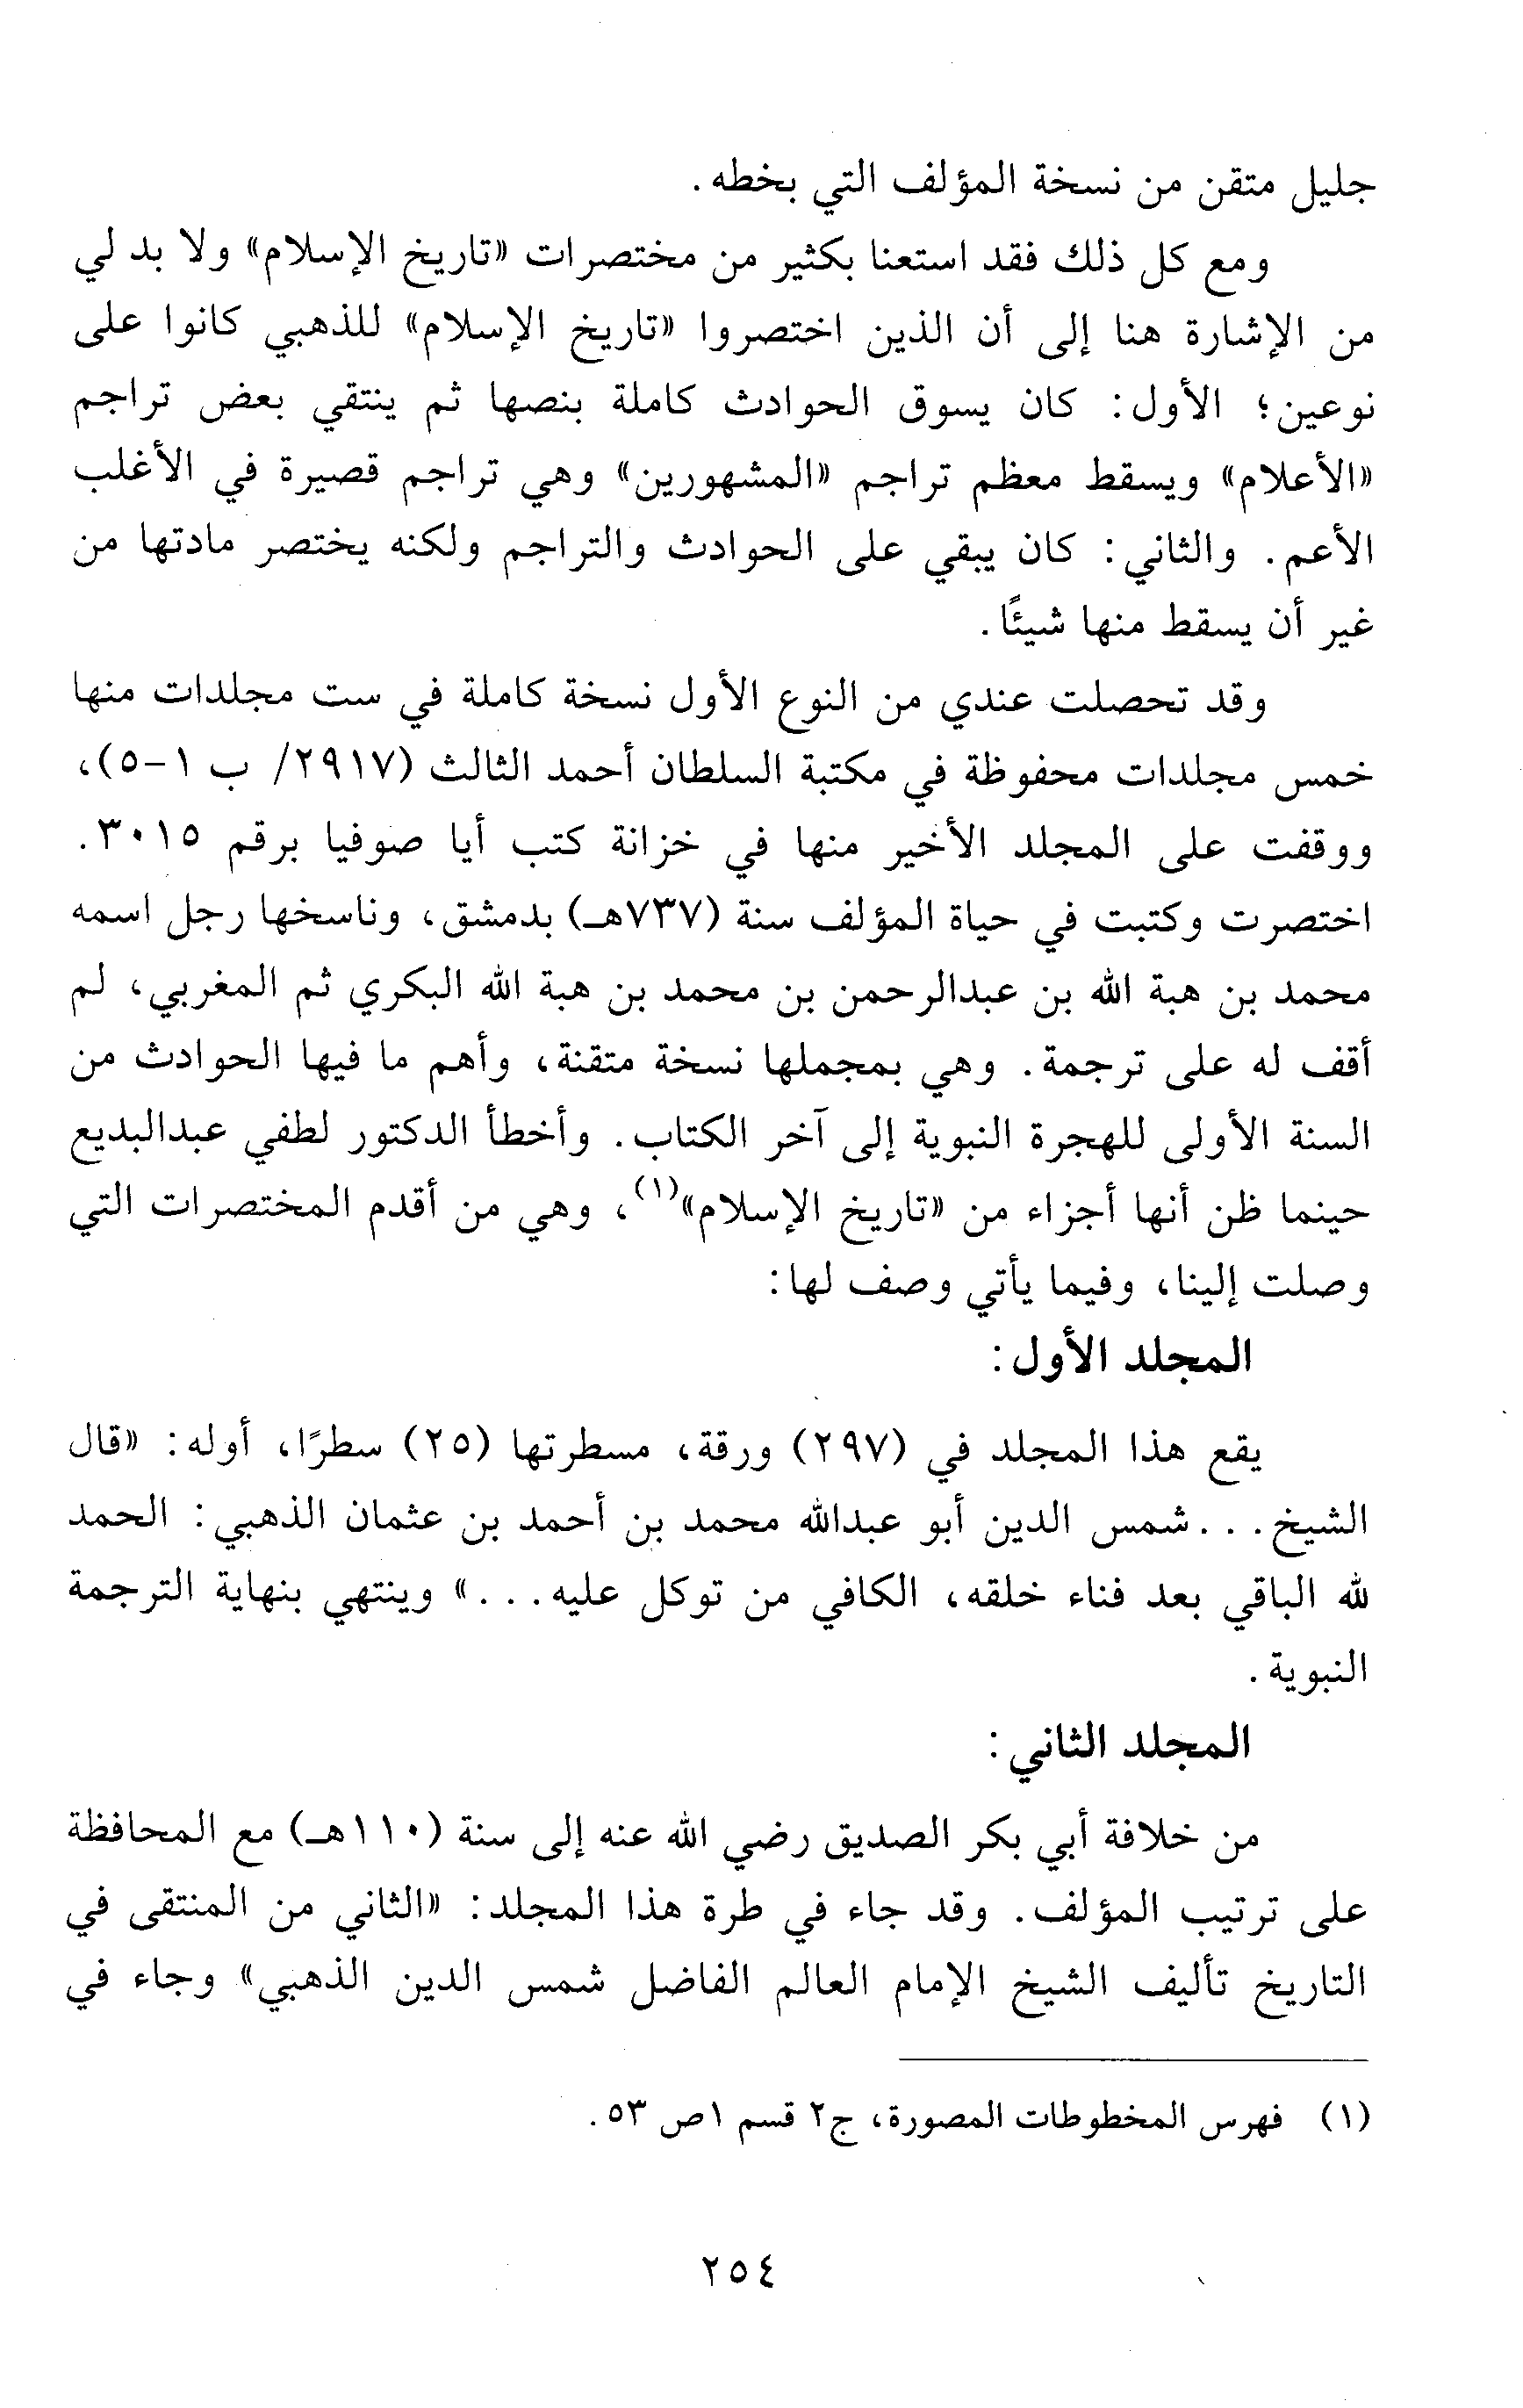 جليل متقن من نسخة المؤلف التي بخطه.
ومع كل ذلك فقد استعنا بكثير من مختصرات «تاريخ الإسلام» ولا بد لي
من الإشارة هنا إلى أن الذين اختصروا «تاريخ الإسلام» للذهبي كانوا على
نوعين؛ الأول: كان يسوق الحوادث كاملة بنصها ثم ينتقي بعض تراجم
«الأعلام» ويسقط معظم تراجم «المشهورين» وهي تراجم قصيرة في الأغلب
الأعم. والثاني: كان يبقي على الحوادث والتراجم ولكنه يختصر مادتها من
غير أن يسقط منها شيئًا.
وقد تحصلت عندي من النوع الأول نسخة كاملة في ست مجلدات منها
خمس مجلدات محفوظة في مكتبة السلطان أحمد الثالث (٢٩١٧/ ب ١-٥)،
ووقفت على المجلد الأخير منها في خزانة كتب أيا صوفيا برقم ٣٠١٥.
اختصرت وكتبت في حياة المؤلف سنة (٧٣٧هـ) بدمشق، وناسخها رجل اسمه
محمد بن هبة الله بن عبدالرحمن بن محمد بن هبة الله البكري ثم المغربي، لم
أقف له على ترجمة. وهي بمجملها نسخة متقنة، وأهم ما فيها الحوادث من
السنة الأولى للهجرة النبوية إلى آخر الكتاب. وأخطأ الدكتور لطفي عبدالبديع
حينما ظن أنها أجزاء من «تاريخ الإسلام»(١)، وهي من أقدم المختصرات التي
وصلت إلينا، وفيما يأتي وصف لها:
المجلد الأول:
يقع هذا المجلد في (٢٩٧) ورقة، مسطرتها (٢٥) سطرًا، أوله: «قال
الشيخ. . .شمس الدين أبو عبدالله محمد بن أحمد بن عثمان الذهبي: الحمد
لله الباقي بعد فناء خلقه، الكافي من توكل عليه. . .» وينتهي بنهاية الترجمة
النبوية.
المجلد الثاني:
من خلافة أبي بكر الصديق رضي الله عنه إلى سنة (١١٠هـ) مع المحافظة
على ترتيب المؤلف. وقد جاء في طرة هذا المجلد: «الثاني من المنتقى في
التاريخ تأليف الشيخ الإمام العالم الفاضل شمس الدين الذهبي» وجاء في
(١) فهرس المخطوطات المصورة، ج٢ قسم ١ص ٥٣.
٢٥٤